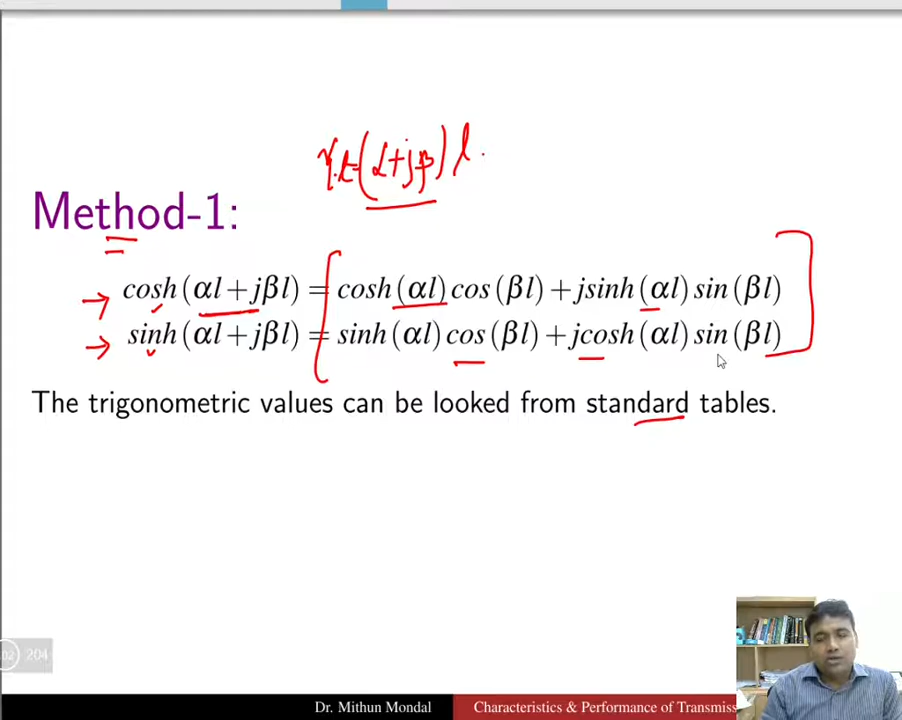 γ.l=(α+jβ)l.
Method-1:
cosh(αl+jβl) = cosh(αl)cos(βl)+jsinh(αl)sin(βl)
sinh(αl+jβl) = sinh(αl)cos(βl)+jcosh(αl)sin(βl)
The trigonometric values can be looked from standard tables.
02 204
Dr. Mithun Mondal Characteristics & Performance of Transmiss